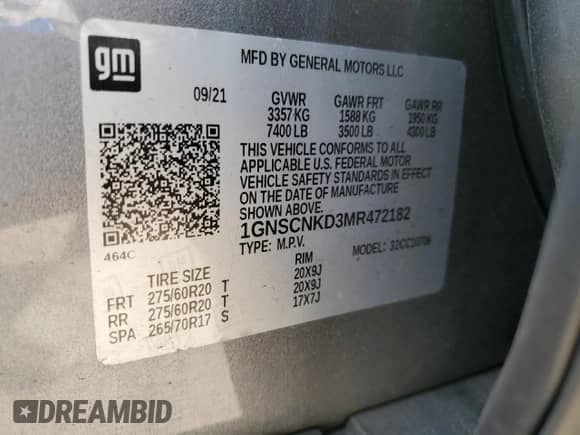 gm
MFD BY GENERAL MOTORS LLC
09/21 GVWR GAWR FRT GAWR RR
3357 KG 1588 KG 1950 KG
7400 LB 3500 LB 4300 LB
THIS VEHICLE CONFORMS TO ALL
APPLICABLE U.S. FEDERAL MOTOR
VEHICLE SAFETY STANDARDS IN EFFECT
ON THE DATE OF MANUFACTURE
SHOWN ABOVE.
1GNSCNKD3MR472182
TYPE: M.P.V. MODEL: 32CC10706
464C
TIRE SIZE RIM
FRT 275/60R20 T 20X9J
RR 275/60R20 T 20X9J
SPA 265/70R17 S 17X7J
DREAMBID